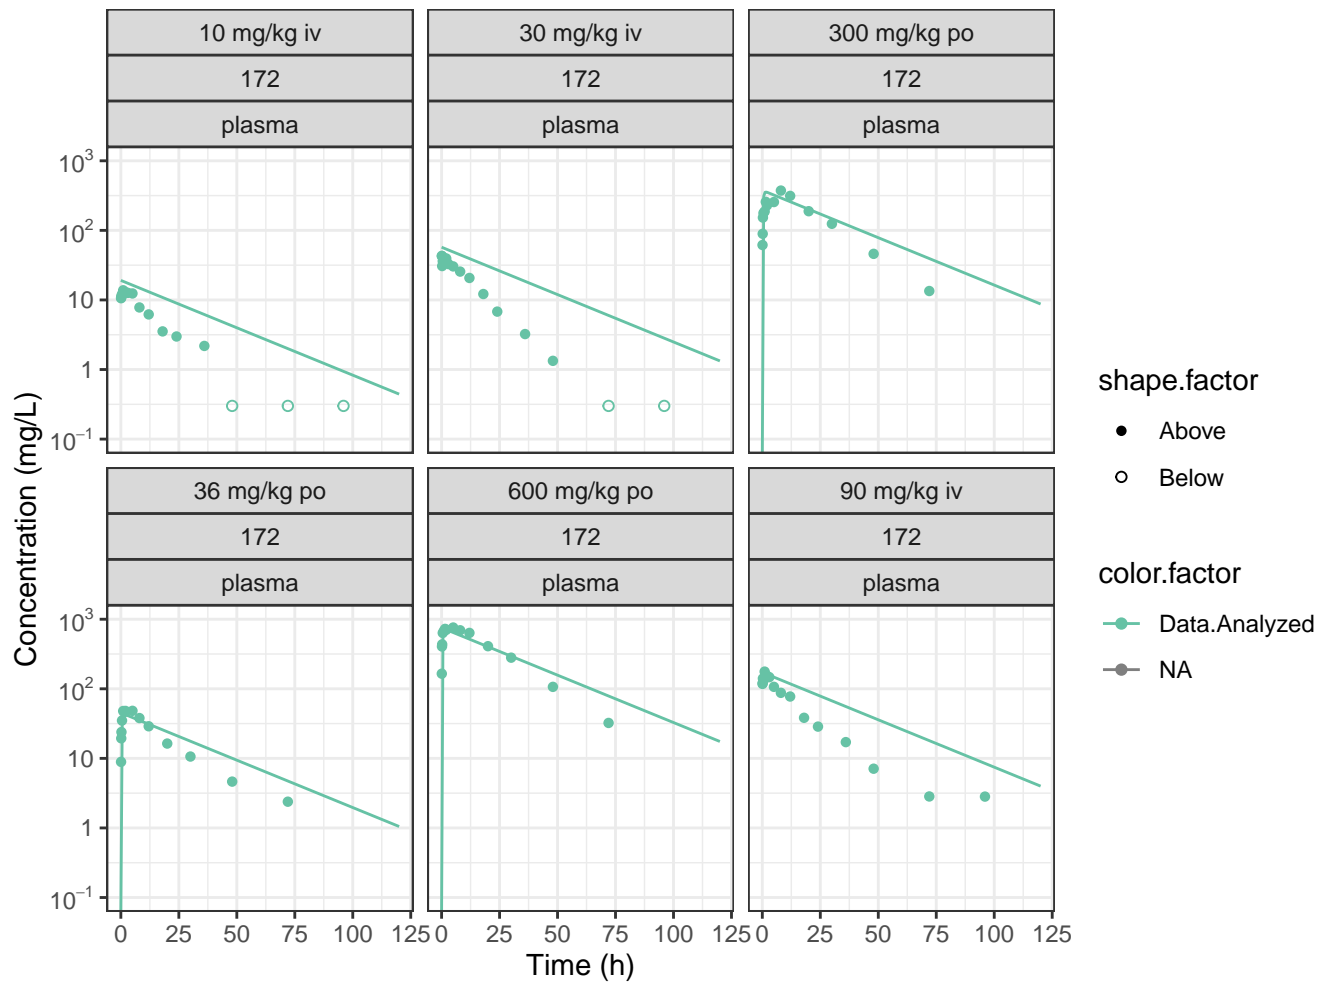 10 mg/kg iv
30 mg/kg iv
300 mg/kg po
172
172
172
plasma
plasma
plasma
10³
10²
10
1
10⁻¹
36 mg/kg po
600 mg/kg po
90 mg/kg iv
172
172
172
plasma
plasma
plasma
10³
10²
10
1
10⁻¹
0 25 50 75 100 125
0 25 50 75 100 125
0 25 50 75 100 125
Time (h)
Concentration (mg/L)
shape.factor
Above
Below
color.factor
Data.Analyzed
NA